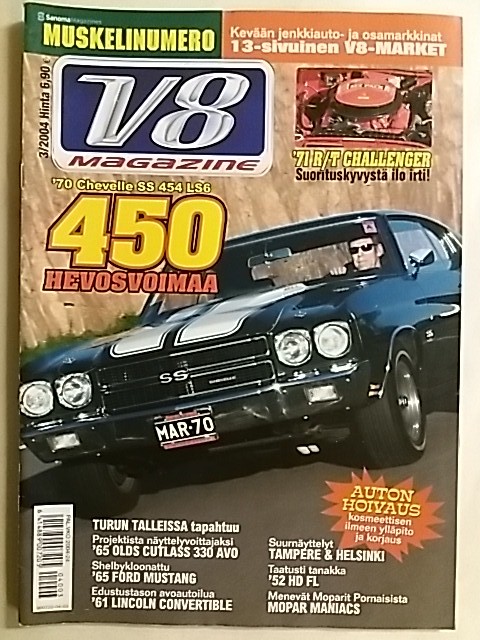 Sanoma Magazines
MUSKELINUMERO
Kevään jenkkiauto- ja osamarkkinat
13-sivuinen V8-MARKET
3/2004 Hinta 6,90 €
V8
MAGAZINE
'71 R/T CHALLENGER
Suorituskyvystä ilo irti!
'70 Chevelle SS 454 LS6
450
HEVOSVOIMAA
SS
MAR-70
AUTON
HOIVAUS
kosmeettisen
ilmeen ylläpito
ja korjaus
TURUN TALLEISSA tapahtuu
Projektista näyttelyvoittajaksi
'65 OLDS CUTLASS 330 AVO
Shelbykloonattu
'65 FORD MUSTANG
Edustustason avoautoilua
'61 LINCOLN CONVERTIBLE
Suurnäyttelyt
TAMPERE & HELSINKI
Taatusti tanakka
'52 HD FL
Menevät Moparit Pornaisista
MOPAR MANIACS